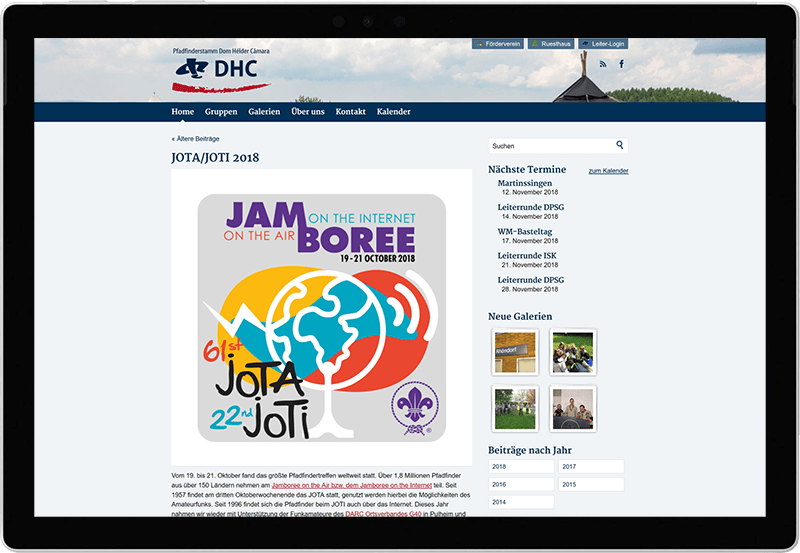 Förderverein Ruesthaus Leiter-Login
Pfadfinderstamm Dom Hélder Câmara
DHC
Home Gruppen Galerien Über uns Kontakt Kalender
« Ältere Beiträge
JOTA/JOTI 2018
JAM ON THE INTERNET
ON THE AIR BOREE
19-21 OCTOBER 2018
61st
JOTA
22nd JOTI
Vom 19. bis 21. Oktober fand das größte Pfadfindertreffen weltweit statt. Über 1,8 Millionen Pfadfinder
aus über 150 Ländern nehmen am Jamboree on the Air bzw. dem Jamboree on the Internet teil. Seit
1957 findet am dritten Oktoberwochenende das JOTA statt, genutzt werden hierbei die Möglichkeiten des
Amateurfunks. Seit 1996 findet sich die Pfadfinder beim JOTI auch über das Internet. Dieses Jahr
nahmen wir wieder mit Unterstützung der Funkamateure des DARC Ortsverbandes G40 in Pulheim und
Suchen
Nächste Termine zum Kalender
Martinssingen
12. November 2018
Leiterrunde DPSG
14. November 2018
WM-Basteltag
17. November 2018
Leiterrunde ISK
21. November 2018
Leiterrunde DPSG
28. November 2018
Neue Galerien
Beiträge nach Jahr
2018 2017
2016 2015
2014